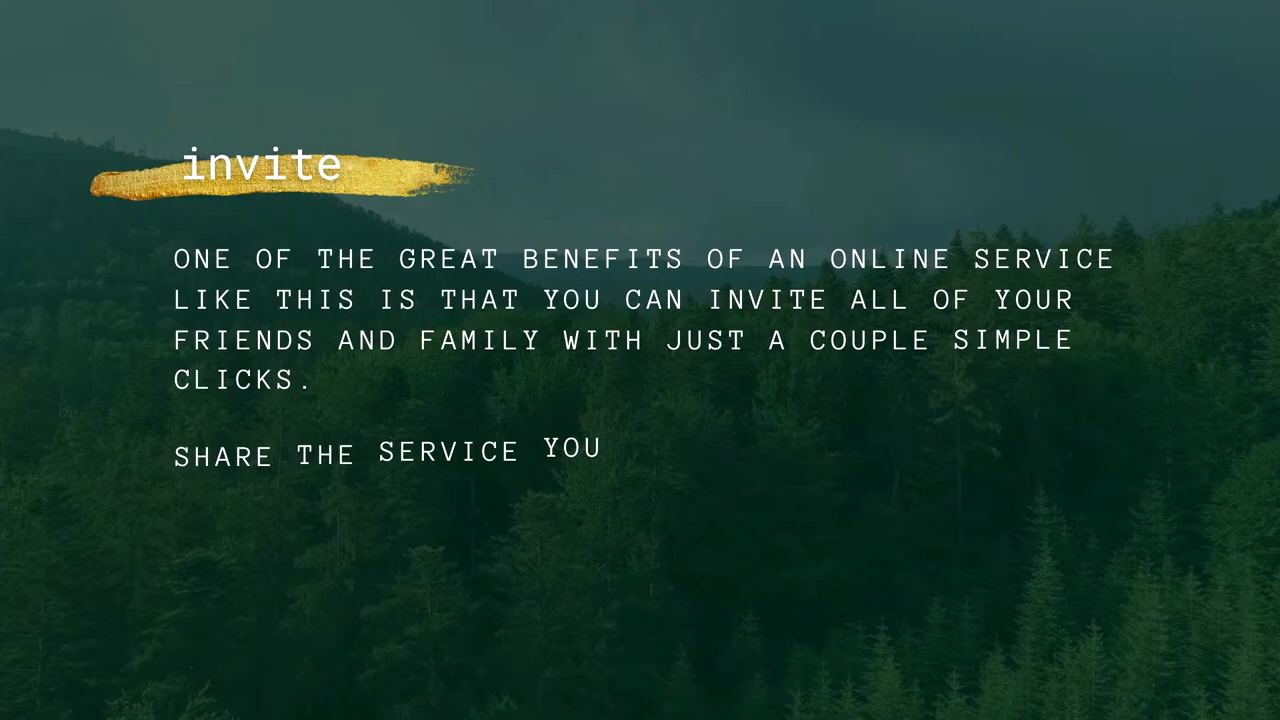 invite
ONE OF THE GREAT BENEFITS OF AN ONLINE SERVICE
LIKE THIS IS THAT YOU CAN INVITE ALL OF YOUR
FRIENDS AND FAMILY WITH JUST A COUPLE SIMPLE
CLICKS.
SHARE THE SERVICE YOU